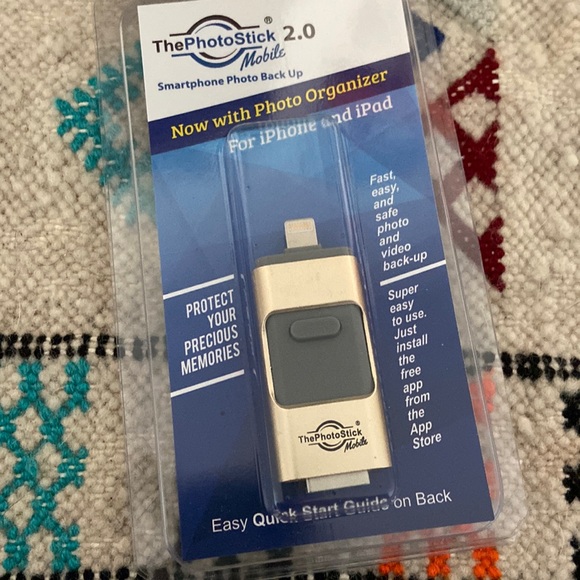 ThePhotoStick® 2.0
Mobile
Smartphone Photo Back Up
Now with Photo Organizer
For iPhone and iPad
Fast,
easy,
and
safe
photo
and
video
back-up
PROTECT
YOUR
PRECIOUS
MEMORIES
Super
easy
to use.
Just
install
the
free
app
from
the
App
Store
ThePhotoStick®
Mobile
Easy Quick Start Guide on Back